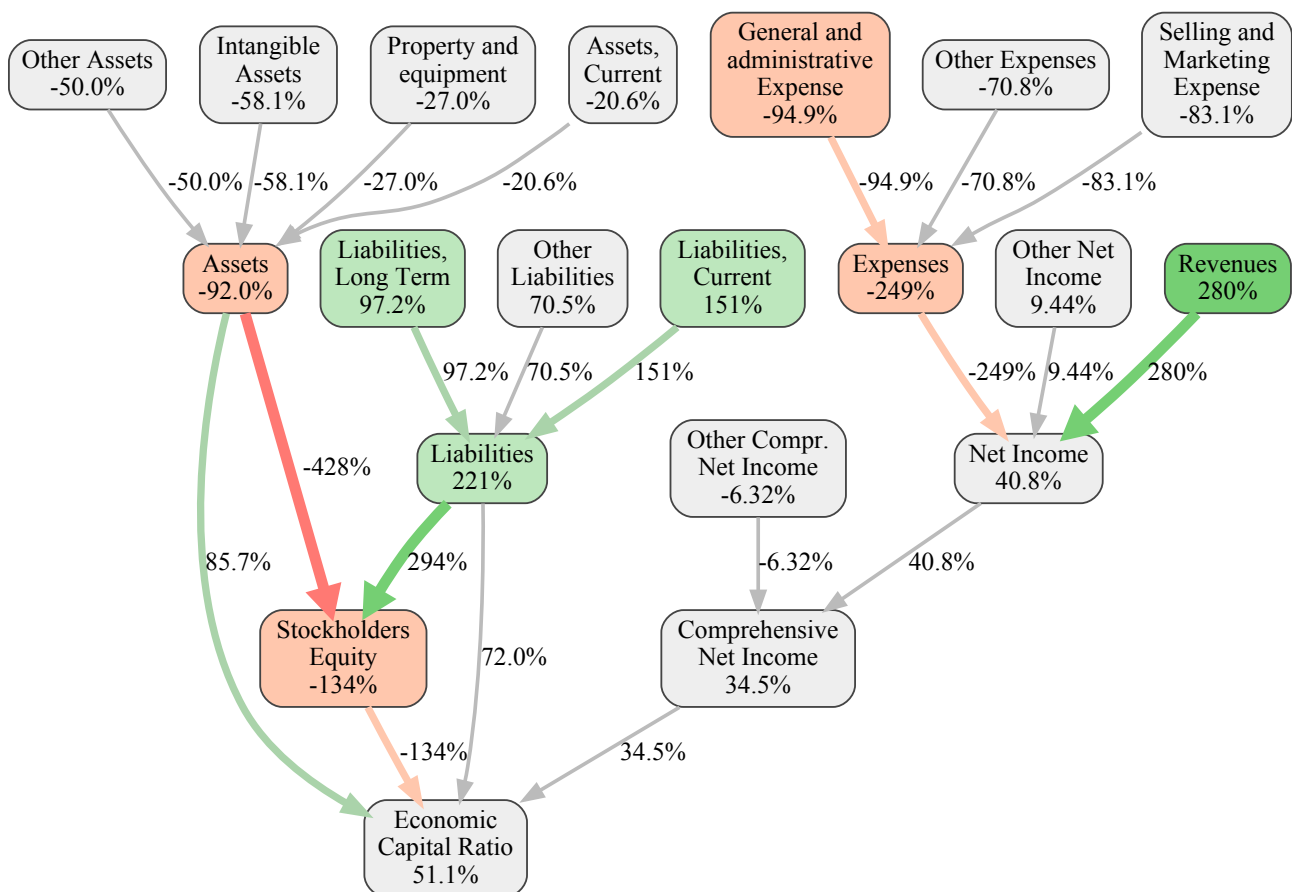 Other Assets
-50.0%
Intangible
Assets
-58.1%
Property and
equipment
-27.0%
Assets,
Current
-20.6%
General and
administrative
Expense
-94.9%
Other Expenses
-70.8%
Selling and
Marketing
Expense
-83.1%
-50.0%
-58.1%
-27.0%
-20.6%
-94.9%
-70.8%
-83.1%
Assets
-92.0%
Liabilities,
Long Term
97.2%
Other
Liabilities
70.5%
Liabilities,
Current
151%
Expenses
-249%
Other Net
Income
9.44%
Revenues
280%
97.2%
70.5%
151%
-249%
9.44%
280%
-428%
Liabilities
221%
Other Compr.
Net Income
-6.32%
Net Income
40.8%
85.7%
294%
-6.32%
40.8%
Stockholders
Equity
-134%
72.0%
Comprehensive
Net Income
34.5%
-134%
34.5%
Economic
Capital Ratio
51.1%